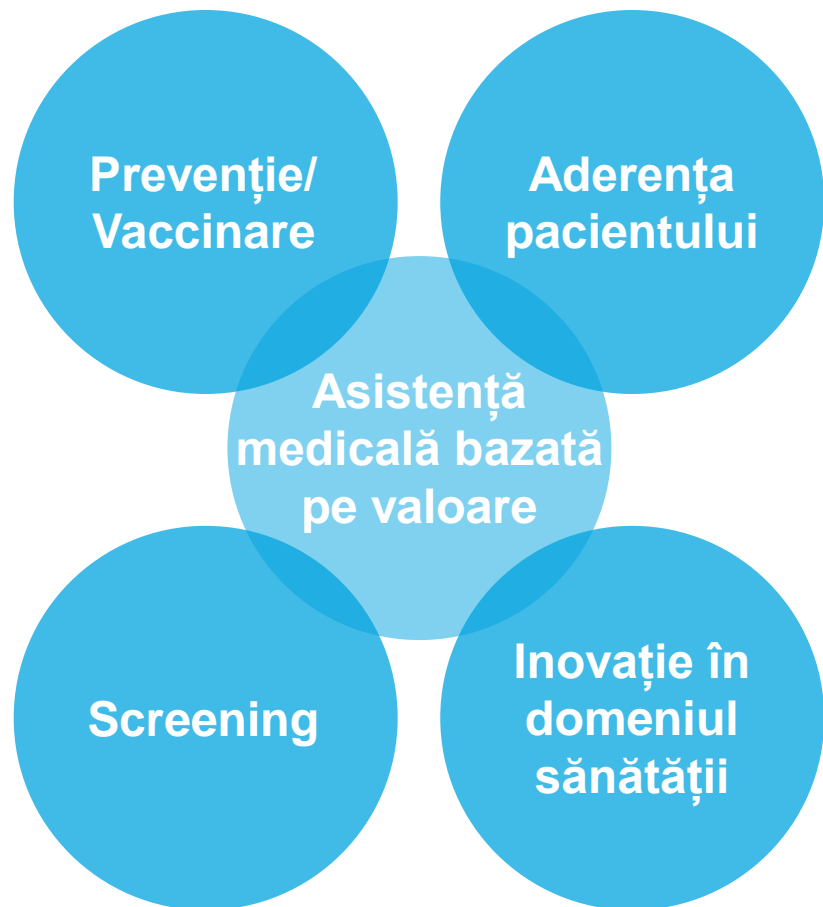 Prevenție/
Vaccinare
Aderența
pacientului
Asistență
medicală bazată
pe valoare
Screening
Inovație în
domeniul
sănătății